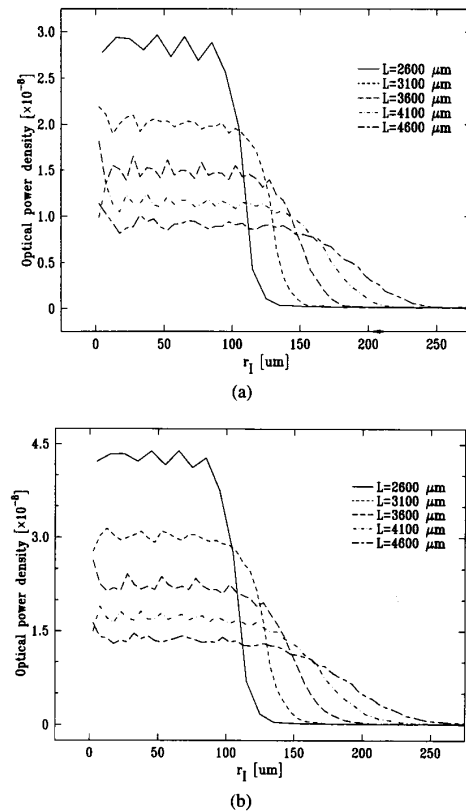 3.0
2.5
2.0
1.5
1.0
0.5
0
Optical power density [×10⁻⁸]
L=2600 μm
L=3100 μm
L=3600 μm
L=4100 μm
L=4600 μm
0 50 100 150 200 250
r_I [um]
(a)
4.5
3.0
1.5
0
Optical power density [×10⁻⁸]
L=2600 μm
L=3100 μm
L=3600 μm
L=4100 μm
L=4600 μm
0 50 100 150 200 250
r_I [um]
(b)